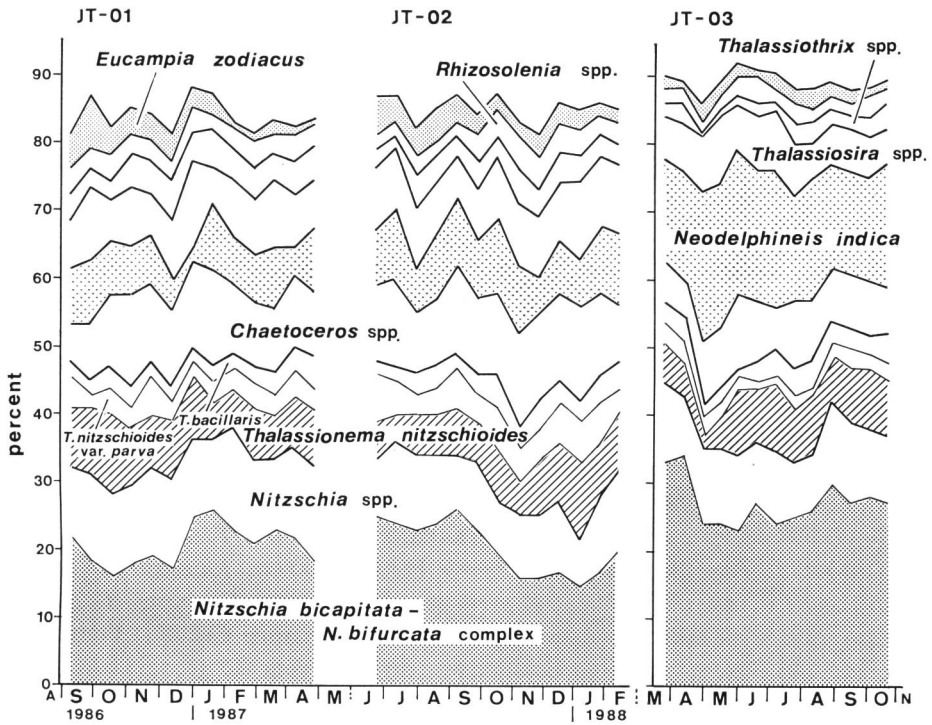 JT-01 JT-02 JT-03
Eucampia zodiacus
Rhizosolenia spp.
Thalassiothrix spp.
Thalassiosira spp.
Neodelphineis indica
Chaetoceros spp.
T. bacillaris
T. nitzschioides
var. parva
Thalassionema nitzschioides
Nitzschia spp.
Nitzschia bicapitata –
N. bifurcata complex
percent
90
80
70
60
50
40
30
20
10
0
A S O N D J F M A M J J A S O N D J F M A M J J A S O N
1986 1987 1988